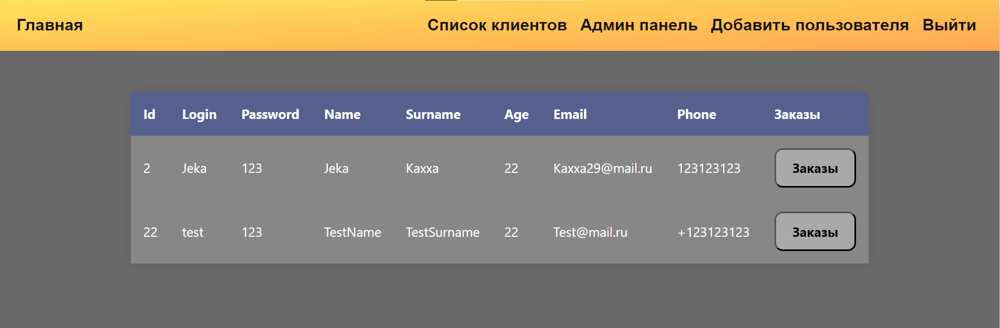 Главная Список клиентов Админ панель Добавить пользователя Выйти
Id Login Password Name Surname Age Email Phone Заказы
2 Jeka 123 Jeka Kaxxa 22 Kaxxa29@mail.ru 123123123 Заказы
22 test 123 TestName TestSurname 22 Test@mail.ru +123123123 Заказы